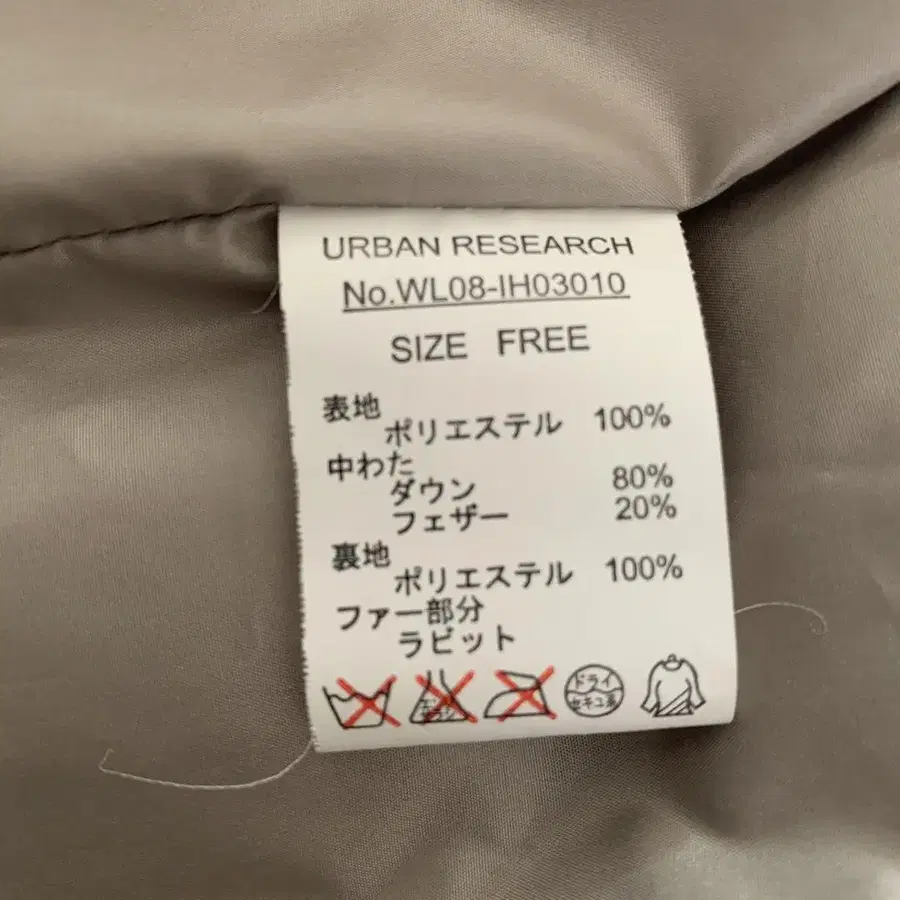 URBAN RESEARCH
No.WL08-IH03010
SIZE FREE
表地
ポリエステル 100%
中わた
ダウン 80%
フェザー 20%
裏地
ポリエステル 100%
ファー部分
ラビット
ドライ
セキユ系